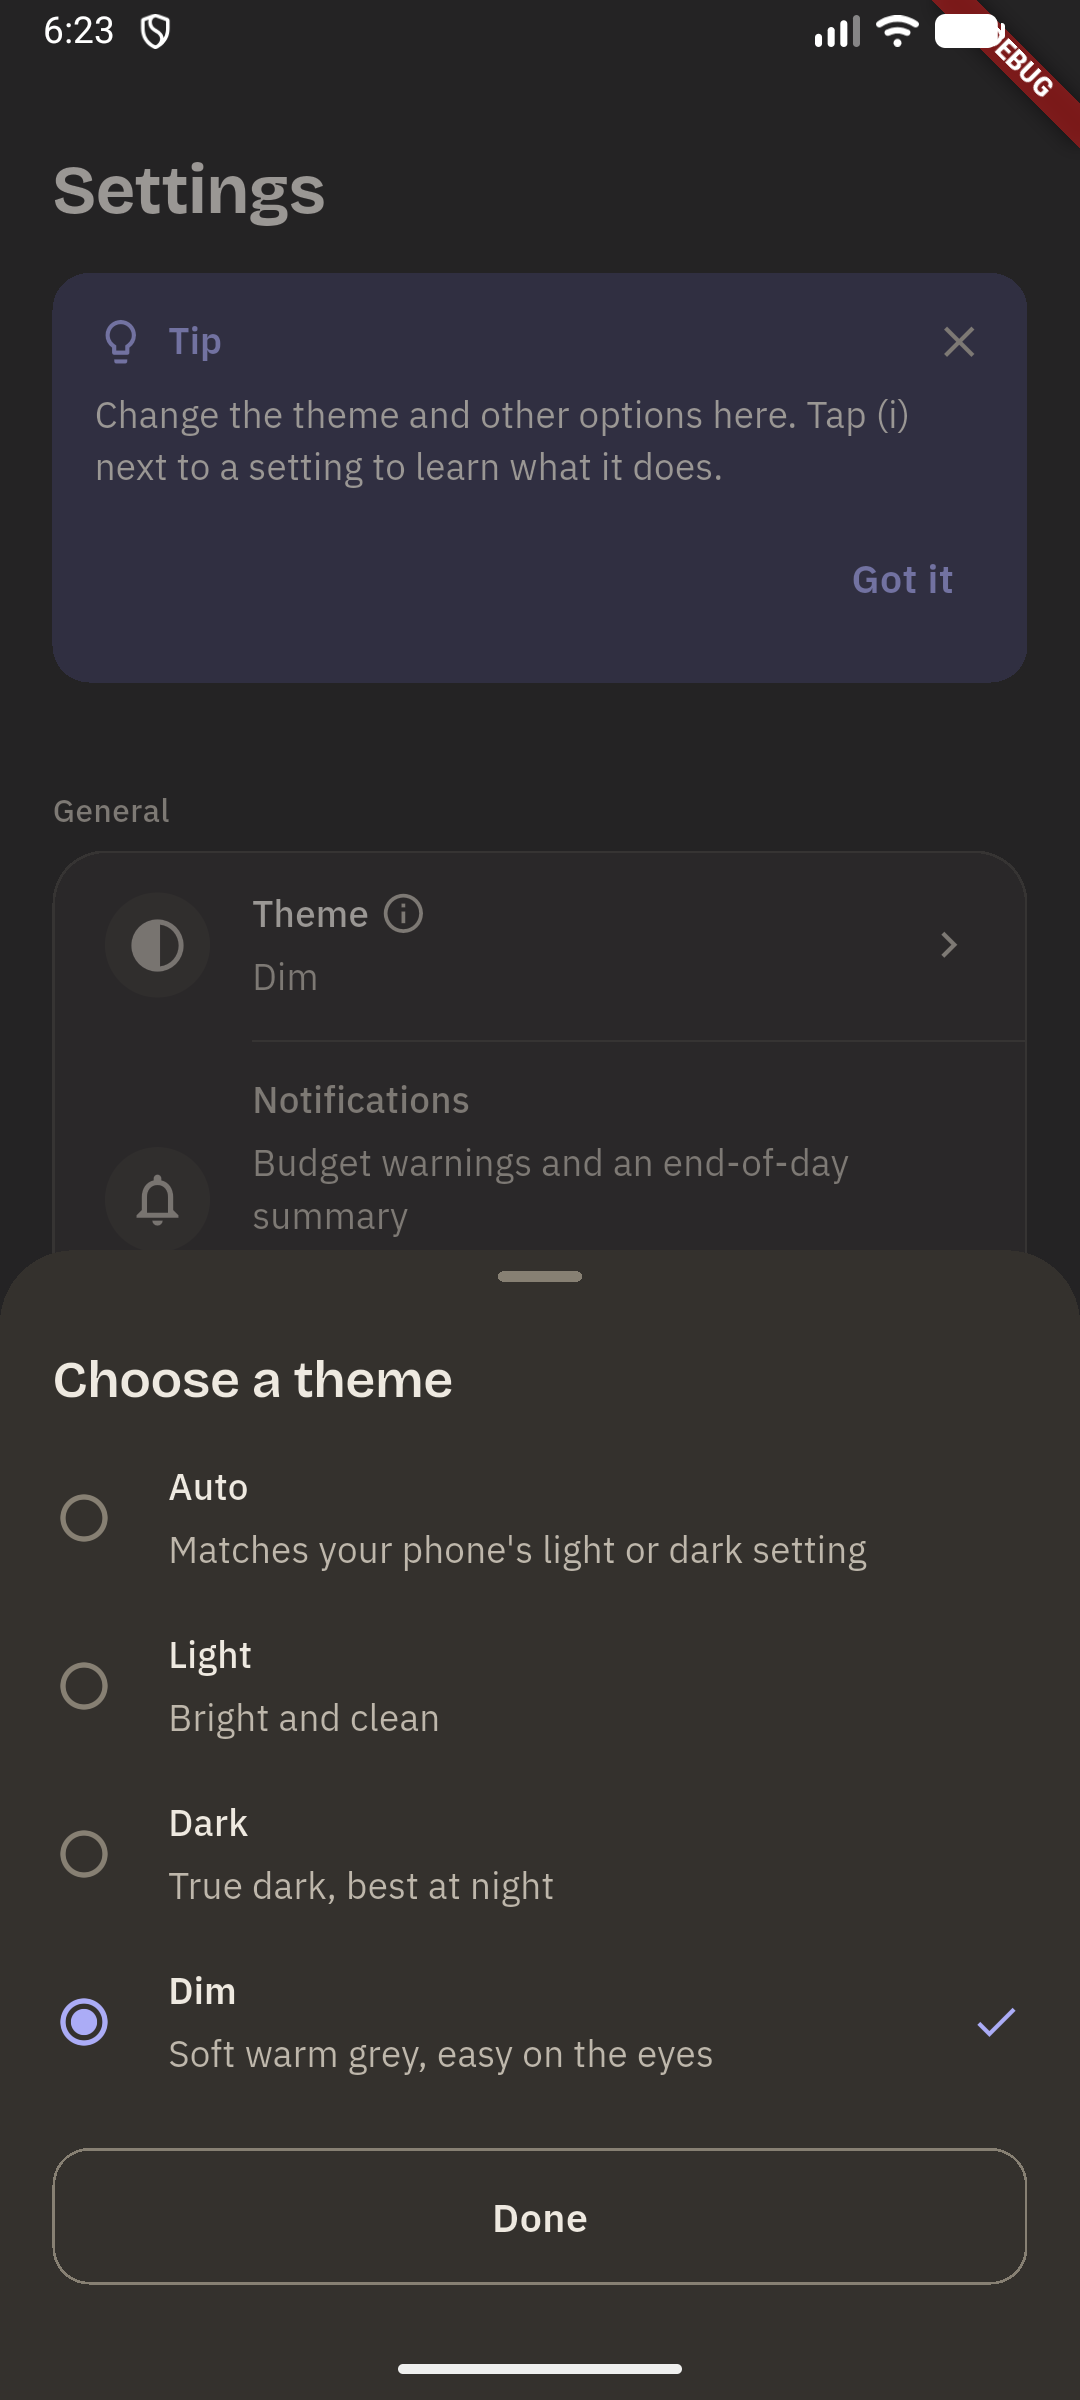 6:23
DEBUG
Settings
Tip
Change the theme and other options here. Tap (i)
next to a setting to learn what it does.
Got it
General
Theme
Dim
Notifications
Budget warnings and an end-of-day
summary
Choose a theme
Auto
Matches your phone's light or dark setting
Light
Bright and clean
Dark
True dark, best at night
Dim
Soft warm grey, easy on the eyes
Done